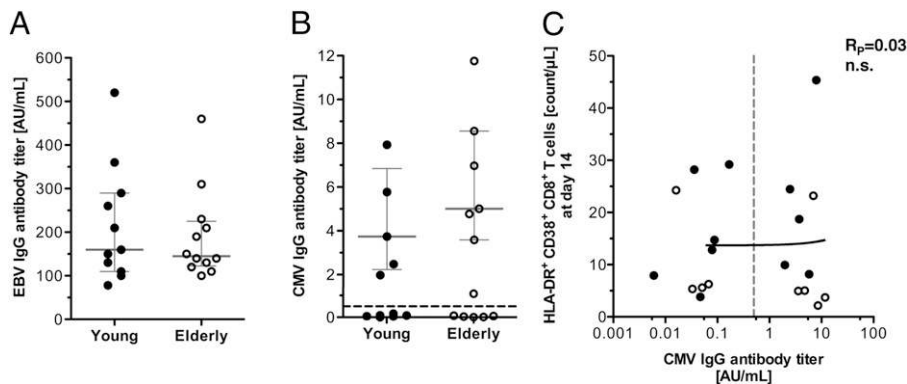 A
EBV IgG antibody titer [AU/mL]
600
500
400
300
200
100
0
Young
Elderly
B
CMV IgG antibody titer [AU/mL]
12
10
8
6
4
2
0
Young
Elderly
C
HLA-DR⁺ CD38⁺ CD8⁺ T cells [count/µL]
at day 14
50
40
30
20
10
0
0.001
0.01
0.1
1
10
100
CMV IgG antibody titer
[AU/mL]
Rₚ=0.03
n.s.